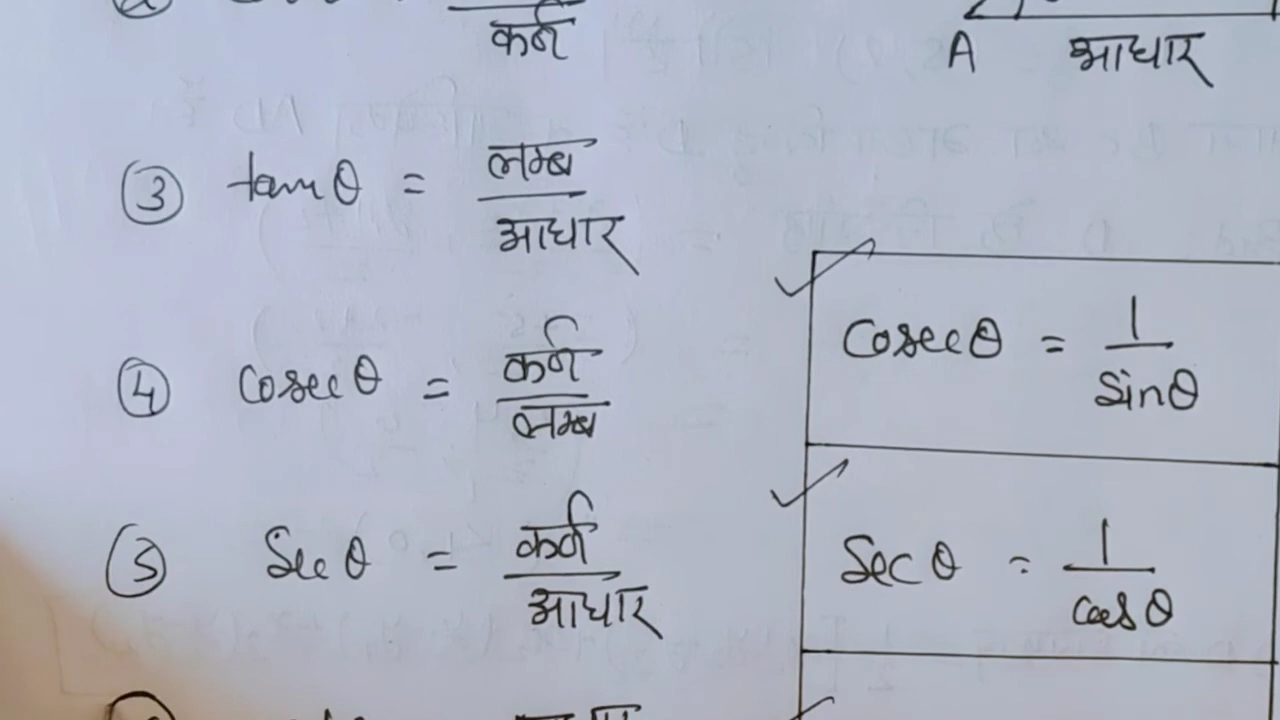 कर्ण
A आधार
③ tanθ = लम्ब / आधार
④ Cosecθ = कर्ण / लम्ब
⑤ Secθ = कर्ण / आधार
Cosecθ = 1 / Sinθ
Secθ = 1 / cosθ